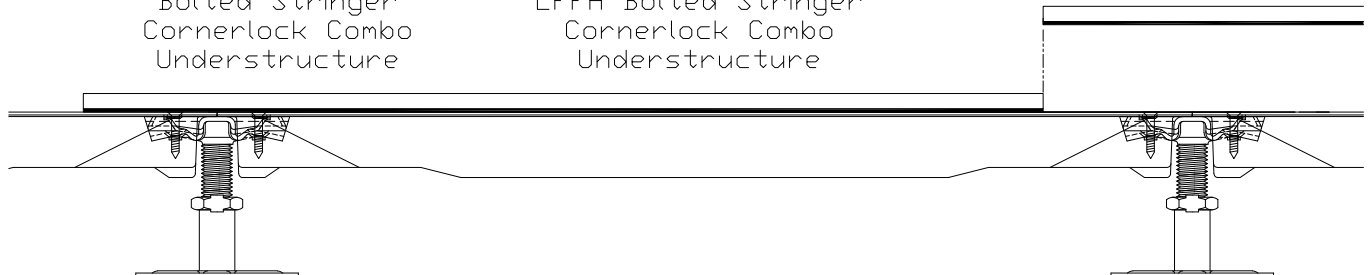 Bolted Stringer
Cornerlock Combo
Understructure
Bolted Stringer
Cornerlock Combo
Understructure